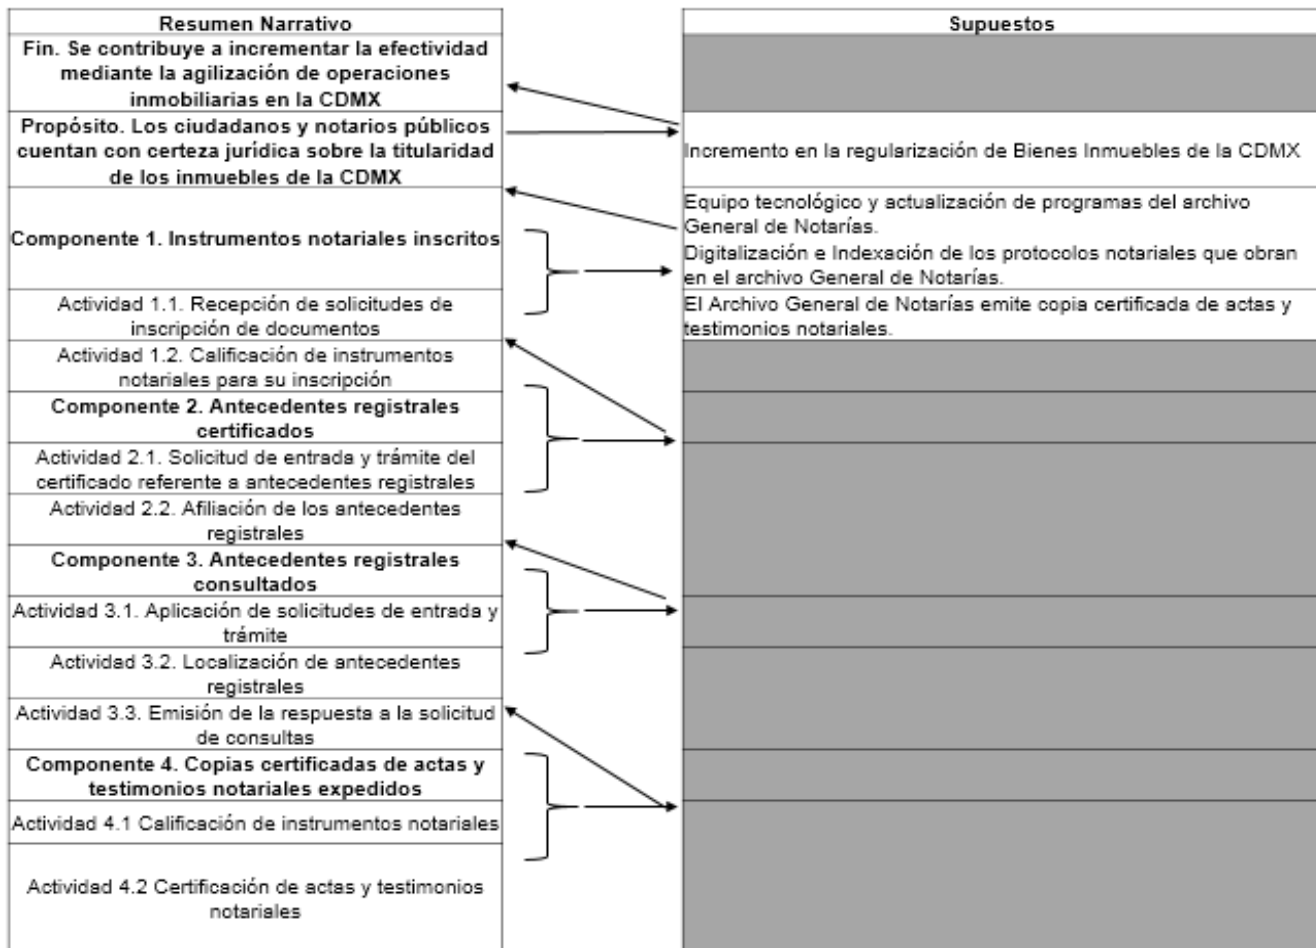 Resumen Narrativo
Fin. Se contribuye a incrementar la efectividad
mediante la agilización de operaciones
inmobiliarias en la CDMX
Propósito. Los ciudadanos y notarios públicos
cuentan con certeza jurídica sobre la titularidad
de los inmuebles de la CDMX
Componente 1. Instrumentos notariales inscritos
Actividad 1.1. Recepción de solicitudes de
inscripción de documentos
Actividad 1.2. Calificación de instrumentos
notariales para su inscripción
Componente 2. Antecedentes registrales
certificados
Actividad 2.1. Solicitud de entrada y trámite del
certificado referente a antecedentes registrales
Actividad 2.2. Afiliación de los antecedentes
registrales
Componente 3. Antecedentes registrales
consultados
Actividad 3.1. Aplicación de solicitudes de entrada y
trámite
Actividad 3.2. Localización de antecedentes
registrales
Actividad 3.3. Emisión de la respuesta a la solicitud
de consultas
Componente 4. Copias certificadas de actas y
testimonios notariales expedidos
Actividad 4.1 Calificación de instrumentos notariales
Actividad 4.2 Certificación de actas y testimonios
notariales
Supuestos
Incremento en la regularización de Bienes Inmuebles de la CDMX
Equipo tecnológico y actualización de programas del archivo
General de Notarías.
Digitalización e Indexación de los protocolos notariales que obran
en el archivo General de Notarías.
El Archivo General de Notarías emite copia certificada de actas y
testimonios notariales.